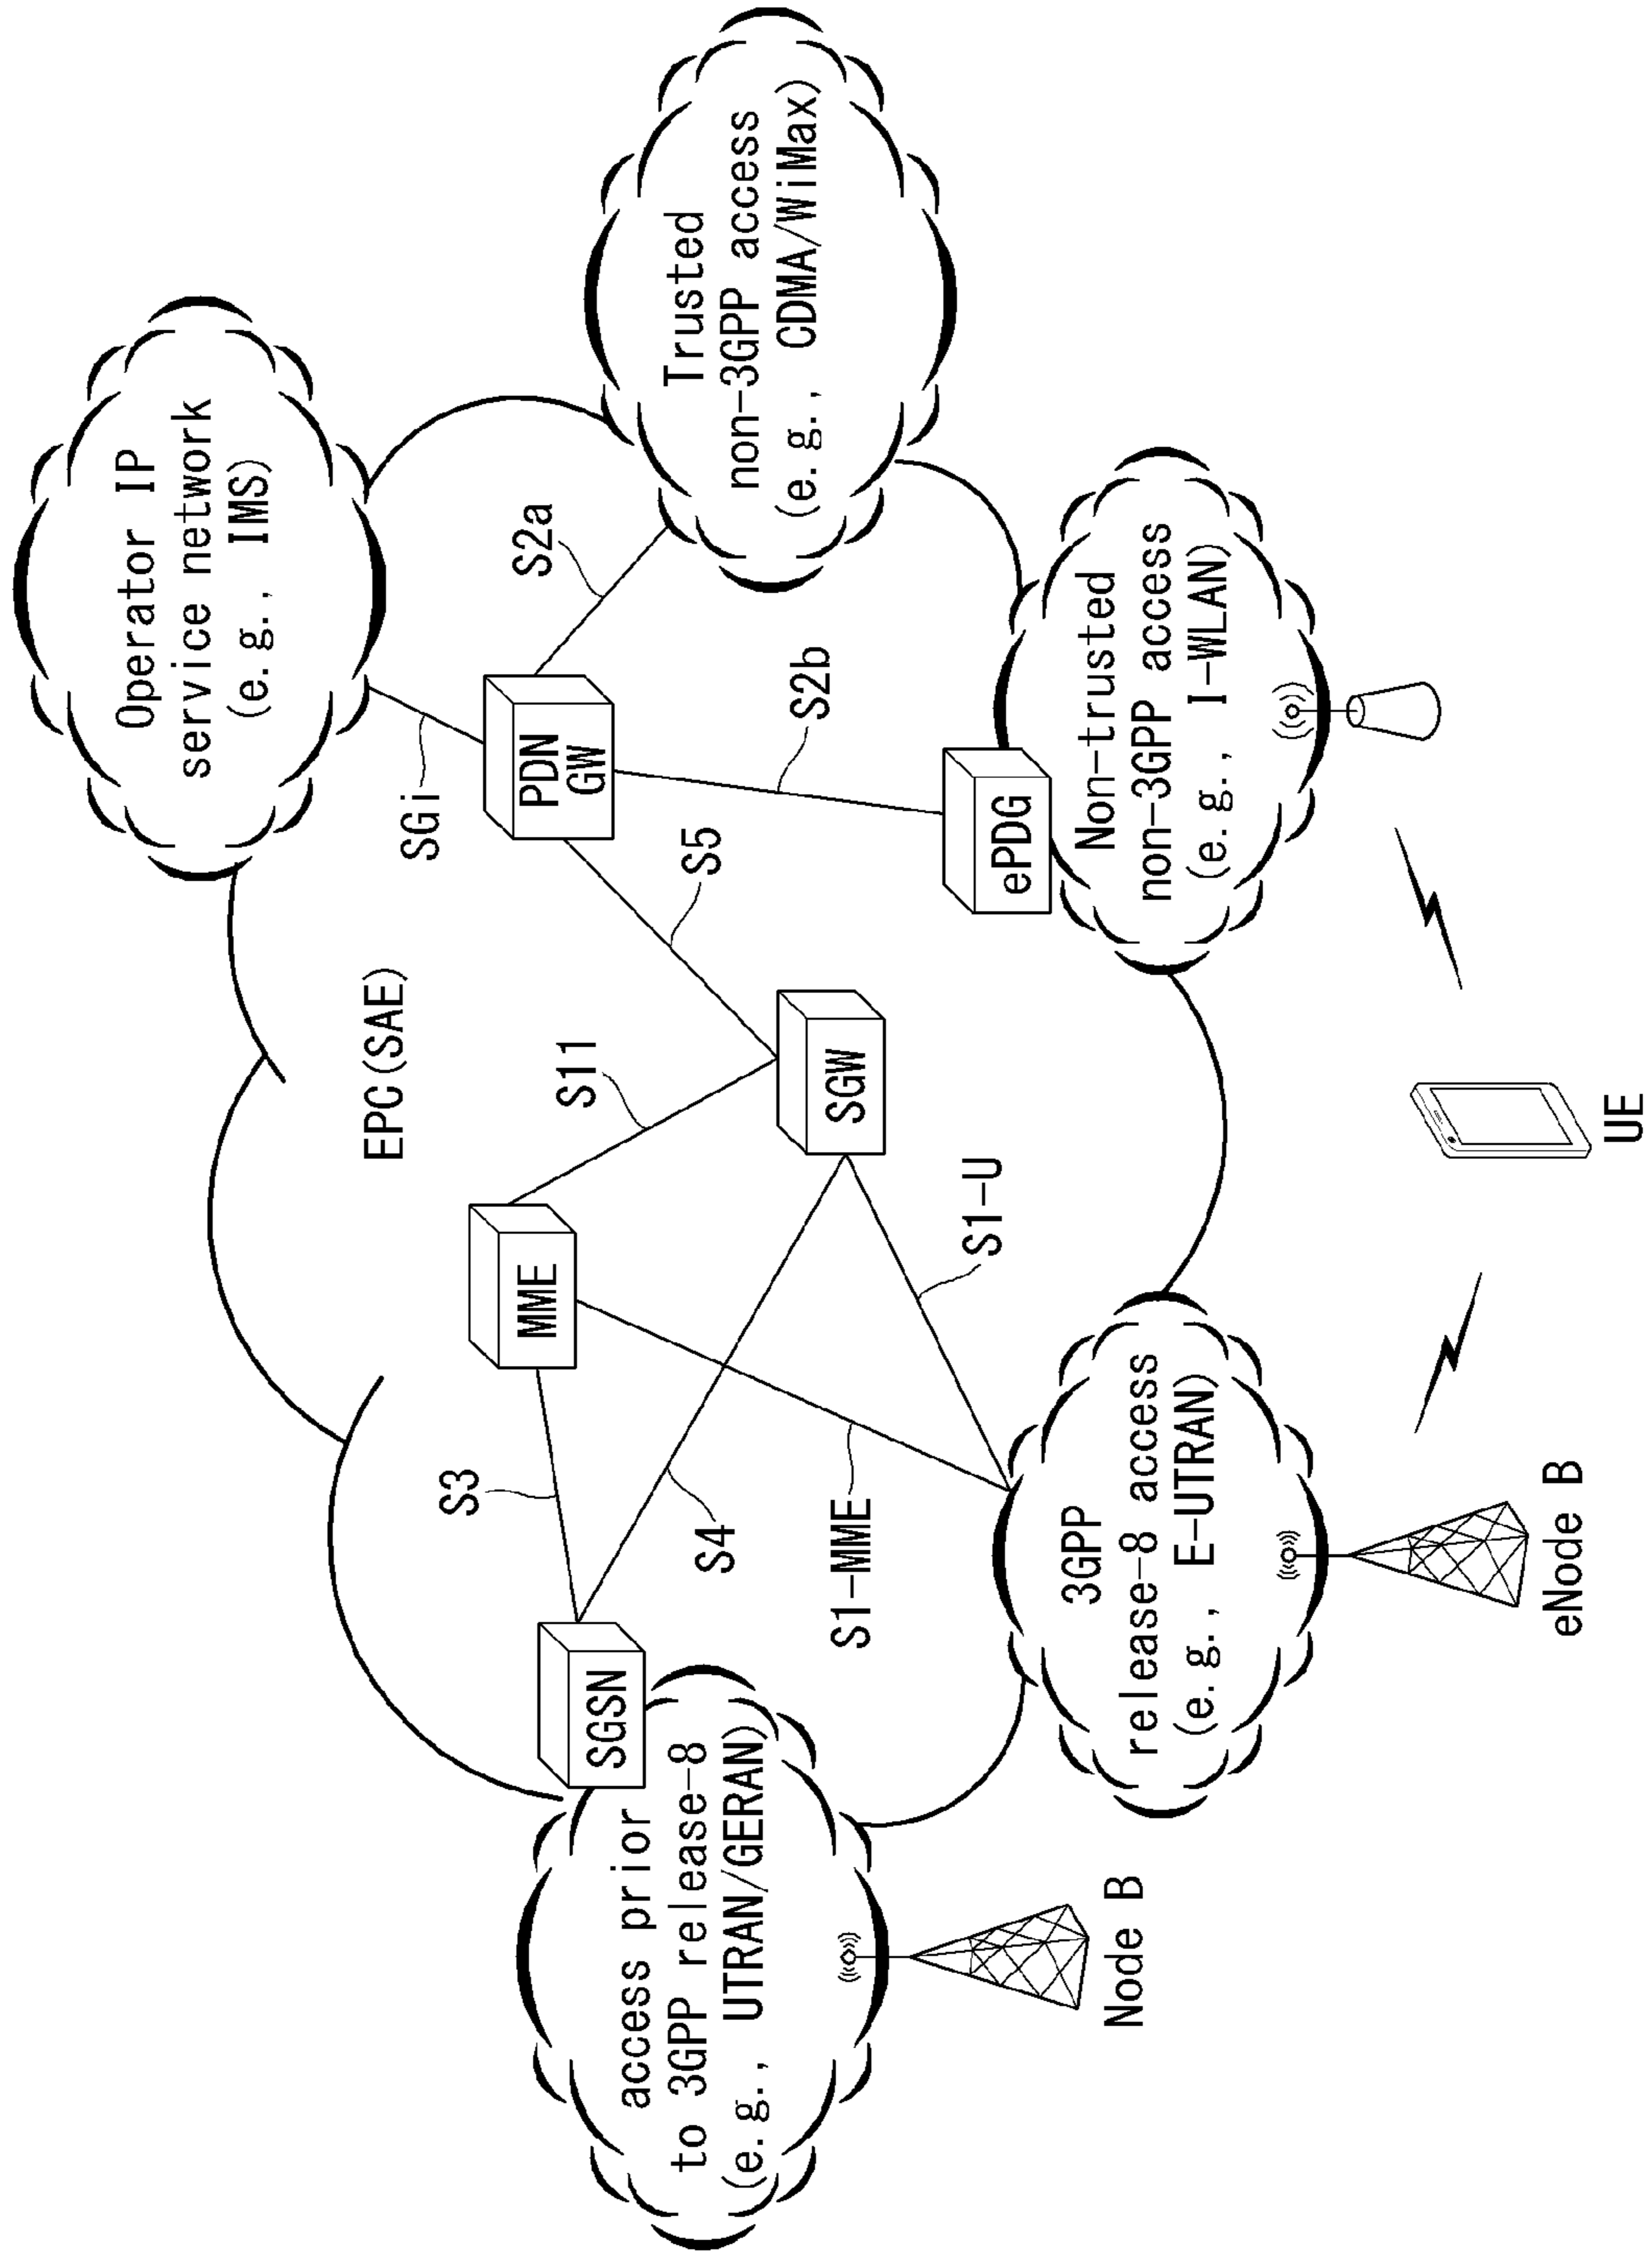 Operator IP
service network
(e.g., IMS)
SGi
EPC(SAE)
PDN
GW
S2a
Trusted
non-3GPP access
(e.g., CDMA/WiMax)
S2b
S5
S11
MME
S3
SGSN
SGW
S4
S1-MME
S1-U
ePDG
access prior
to 3GPP release-8
(e.g., UTRAN/GERAN)
Node B
3GPP
release-8 access
(e.g., E-UTRAN)
eNode B
Non-trusted
non-3GPP access
(e.g., I-WLAN)
UE